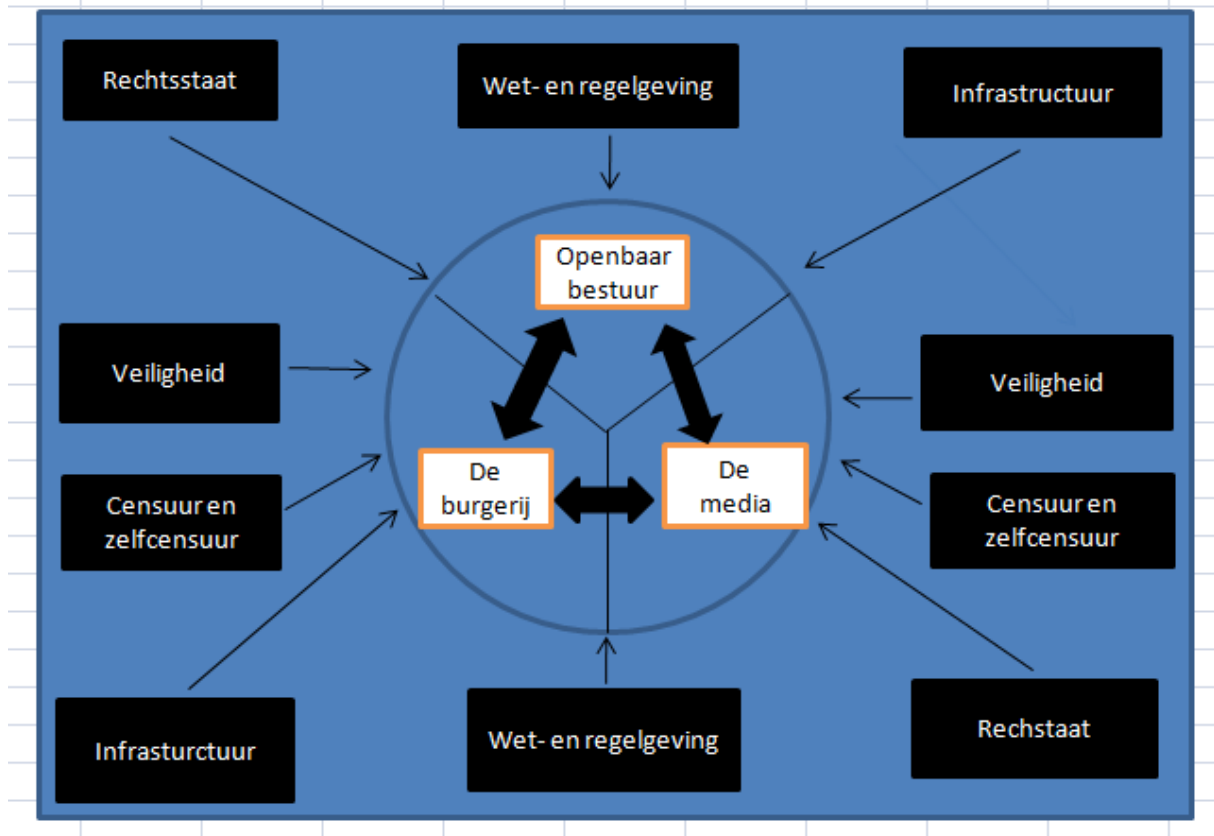 Rechtsstaat
Wet- en regelgeving
Infrastructuur
Openbaar
bestuur
Veiligheid
Veiligheid
De
burgerij
De
media
Censuur en
zelfcensuur
Censuur en
zelfcensuur
Infrasturctuur
Wet- en regelgeving
Rechstaat